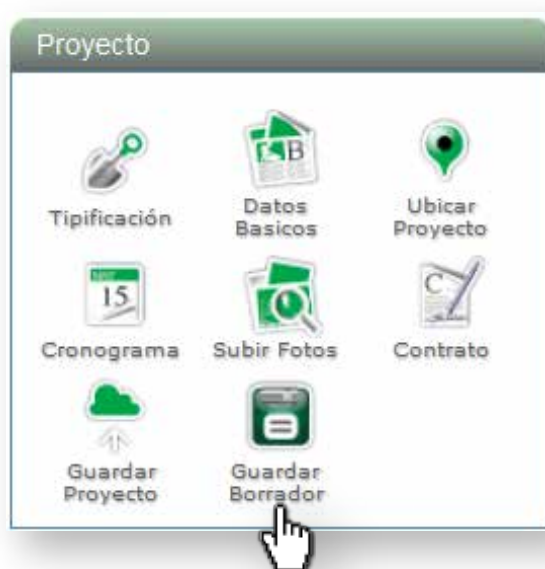 Proyecto
Tipificación
Datos
Basicos
Ubicar
Proyecto
B
15
C
Cronograma
Subir Fotos
Contrato
Guardar
Proyecto
Guardar
Borrador